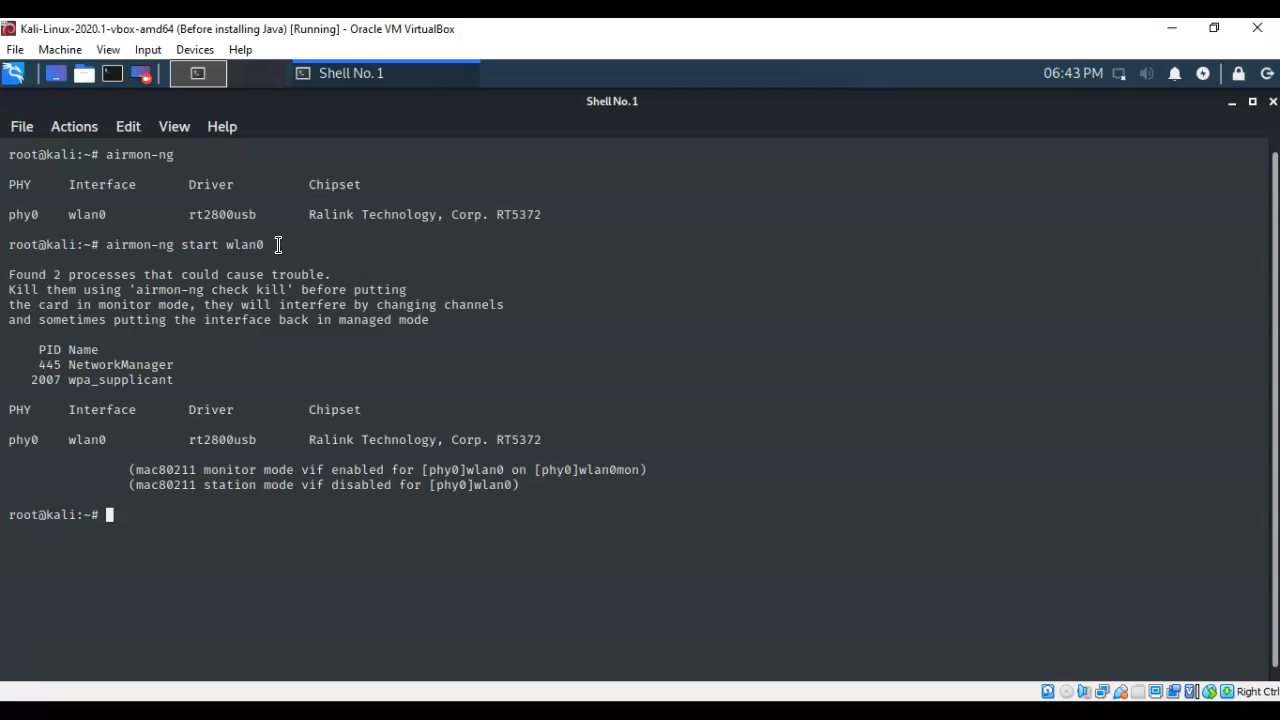 Kali-Linux-2020.1-vbox-amd64 (Before installing Java) [Running] - Oracle VM VirtualBox
File Machine View Input Devices Help
Shell No. 1 06:43 PM
Shell No. 1
File Actions Edit View Help
root@kali:~# airmon-ng
PHY Interface Driver Chipset
phy0 wlan0 rt2800usb Ralink Technology, Corp. RT5372
root@kali:~# airmon-ng start wlan0
Found 2 processes that could cause trouble.
Kill them using 'airmon-ng check kill' before putting
the card in monitor mode, they will interfere by changing channels
and sometimes putting the interface back in managed mode
PID Name
445 NetworkManager
2007 wpa_supplicant
PHY Interface Driver Chipset
phy0 wlan0 rt2800usb Ralink Technology, Corp. RT5372
(mac80211 monitor mode vif enabled for [phy0]wlan0 on [phy0]wlan0mon)
(mac80211 station mode vif disabled for [phy0]wlan0)
root@kali:~#
Right Ctrl